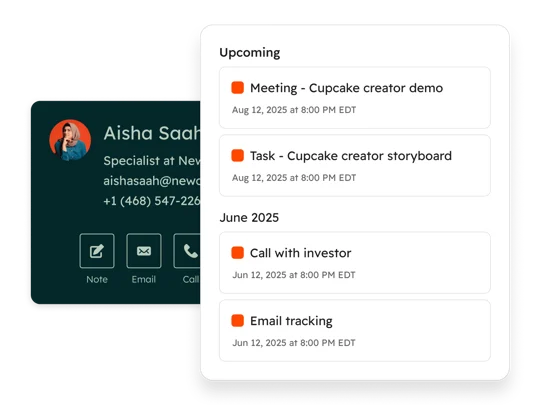 Aisha Saah
Specialist at New
aishasaah@newc
+1 (468) 547-226
Note
Email
Call
Upcoming
Meeting - Cupcake creator demo
Aug 12, 2025 at 8:00 PM EDT
Task - Cupcake creator storyboard
Aug 12, 2025 at 8:00 PM EDT
June 2025
Call with investor
Jun 12, 2025 at 8:00 PM EDT
Email tracking
Jun 12, 2025 at 8:00 PM EDT